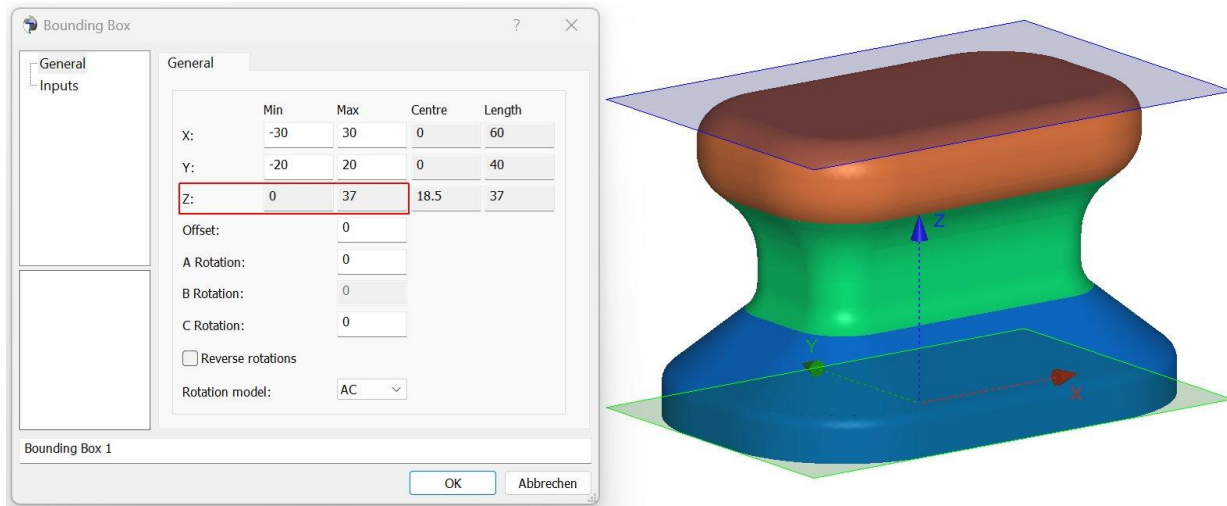 Bounding Box
?
General
Inputs
General
Min Max Centre Length
X: -30 30 0 60
Y: -20 20 0 40
Z: 0 37 18.5 37
Offset: 0
A Rotation: 0
B Rotation: 0
C Rotation: 0
Reverse rotations
Rotation model: AC
Bounding Box 1
OK Abbrechen
Z
Y
X